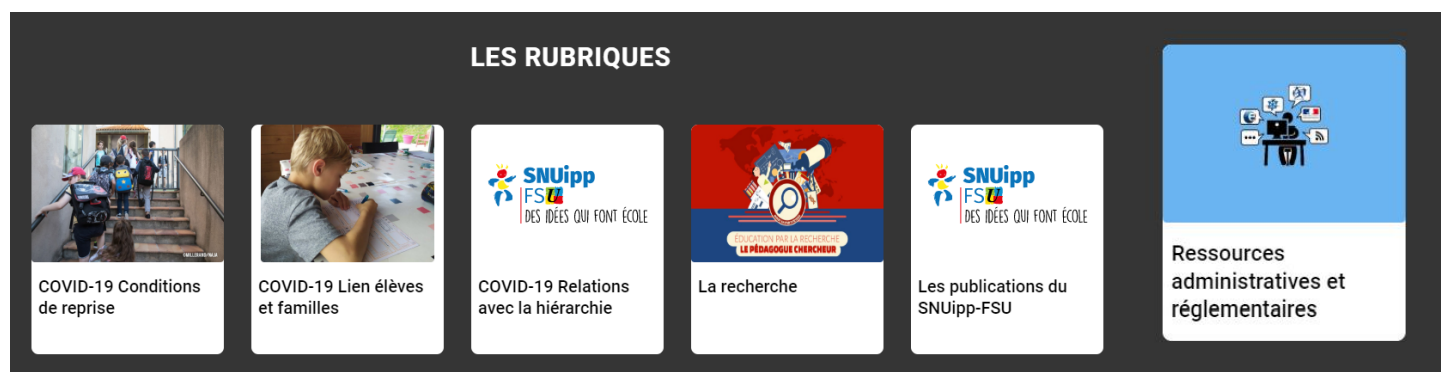 LES RUBRIQUES
©MALLERAND/NAJA
COVID-19 Conditions
de reprise
COVID-19 Lien élèves
et familles
SNUipp
FSU
DES IDÉES QUI FONT ÉCOLE
COVID-19 Relations
avec la hiérarchie
ÉDUCATION PAR LA RECHERCHE
LE PÉDAGOGUE CHERCHEUR
La recherche
SNUipp
FSU
DES IDÉES QUI FONT ÉCOLE
Les publications du
SNUipp-FSU
Ressources
administratives et
réglementaires